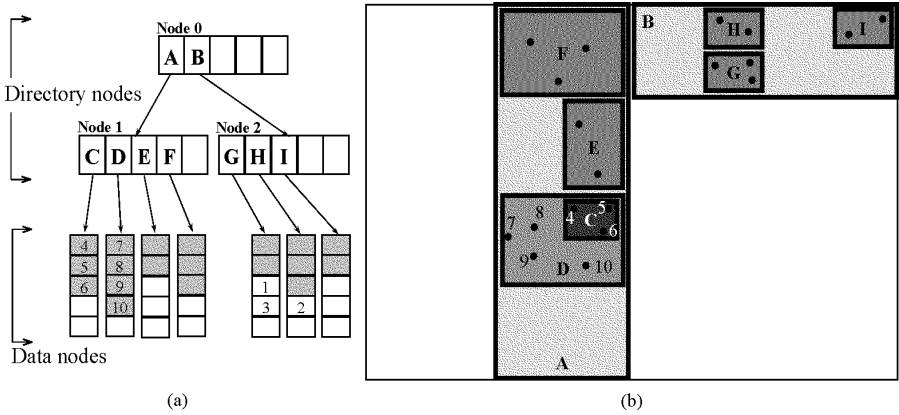 Node 0
A B
Directory nodes
Node 1
Node 2
C D E F
G H I
4 7
5 8
6 9 1
10 3 2
Data nodes
(a)
F
B
H
I
G
E
7 8 4 5
C
6
9 D 10
A
(b)